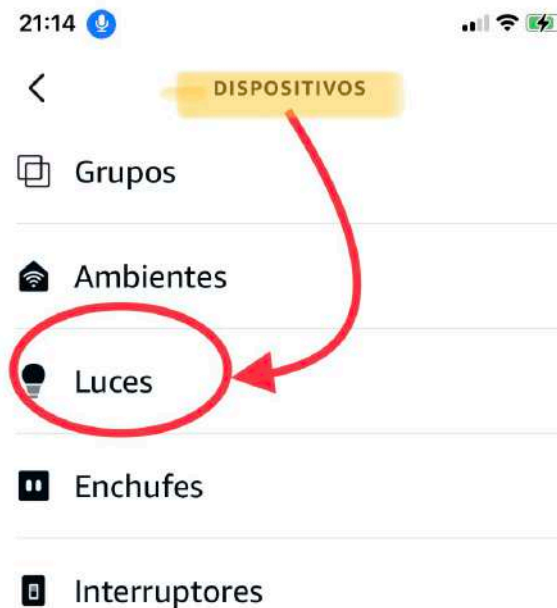 21:14
DISPOSITIVOS
Grupos
Ambientes
Luces
Enchufes
Interruptores